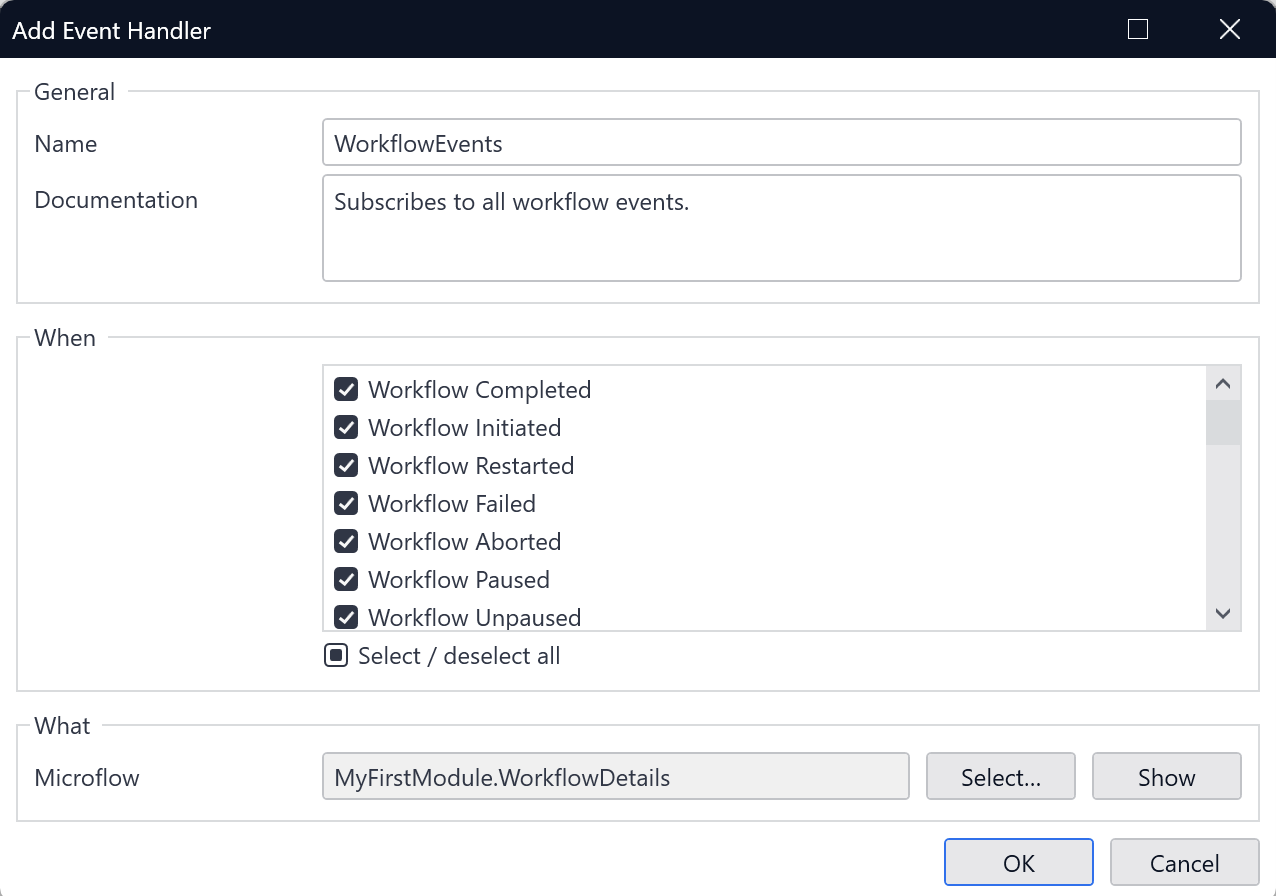 Add Event Handler
General
Name
WorkflowEvents
Documentation
Subscribes to all workflow events.
When
Workflow Completed
Workflow Initiated
Workflow Restarted
Workflow Failed
Workflow Aborted
Workflow Paused
Workflow Unpaused
Select / deselect all
What
Microflow
MyFirstModule.WorkflowDetails
Select...
Show
OK
Cancel